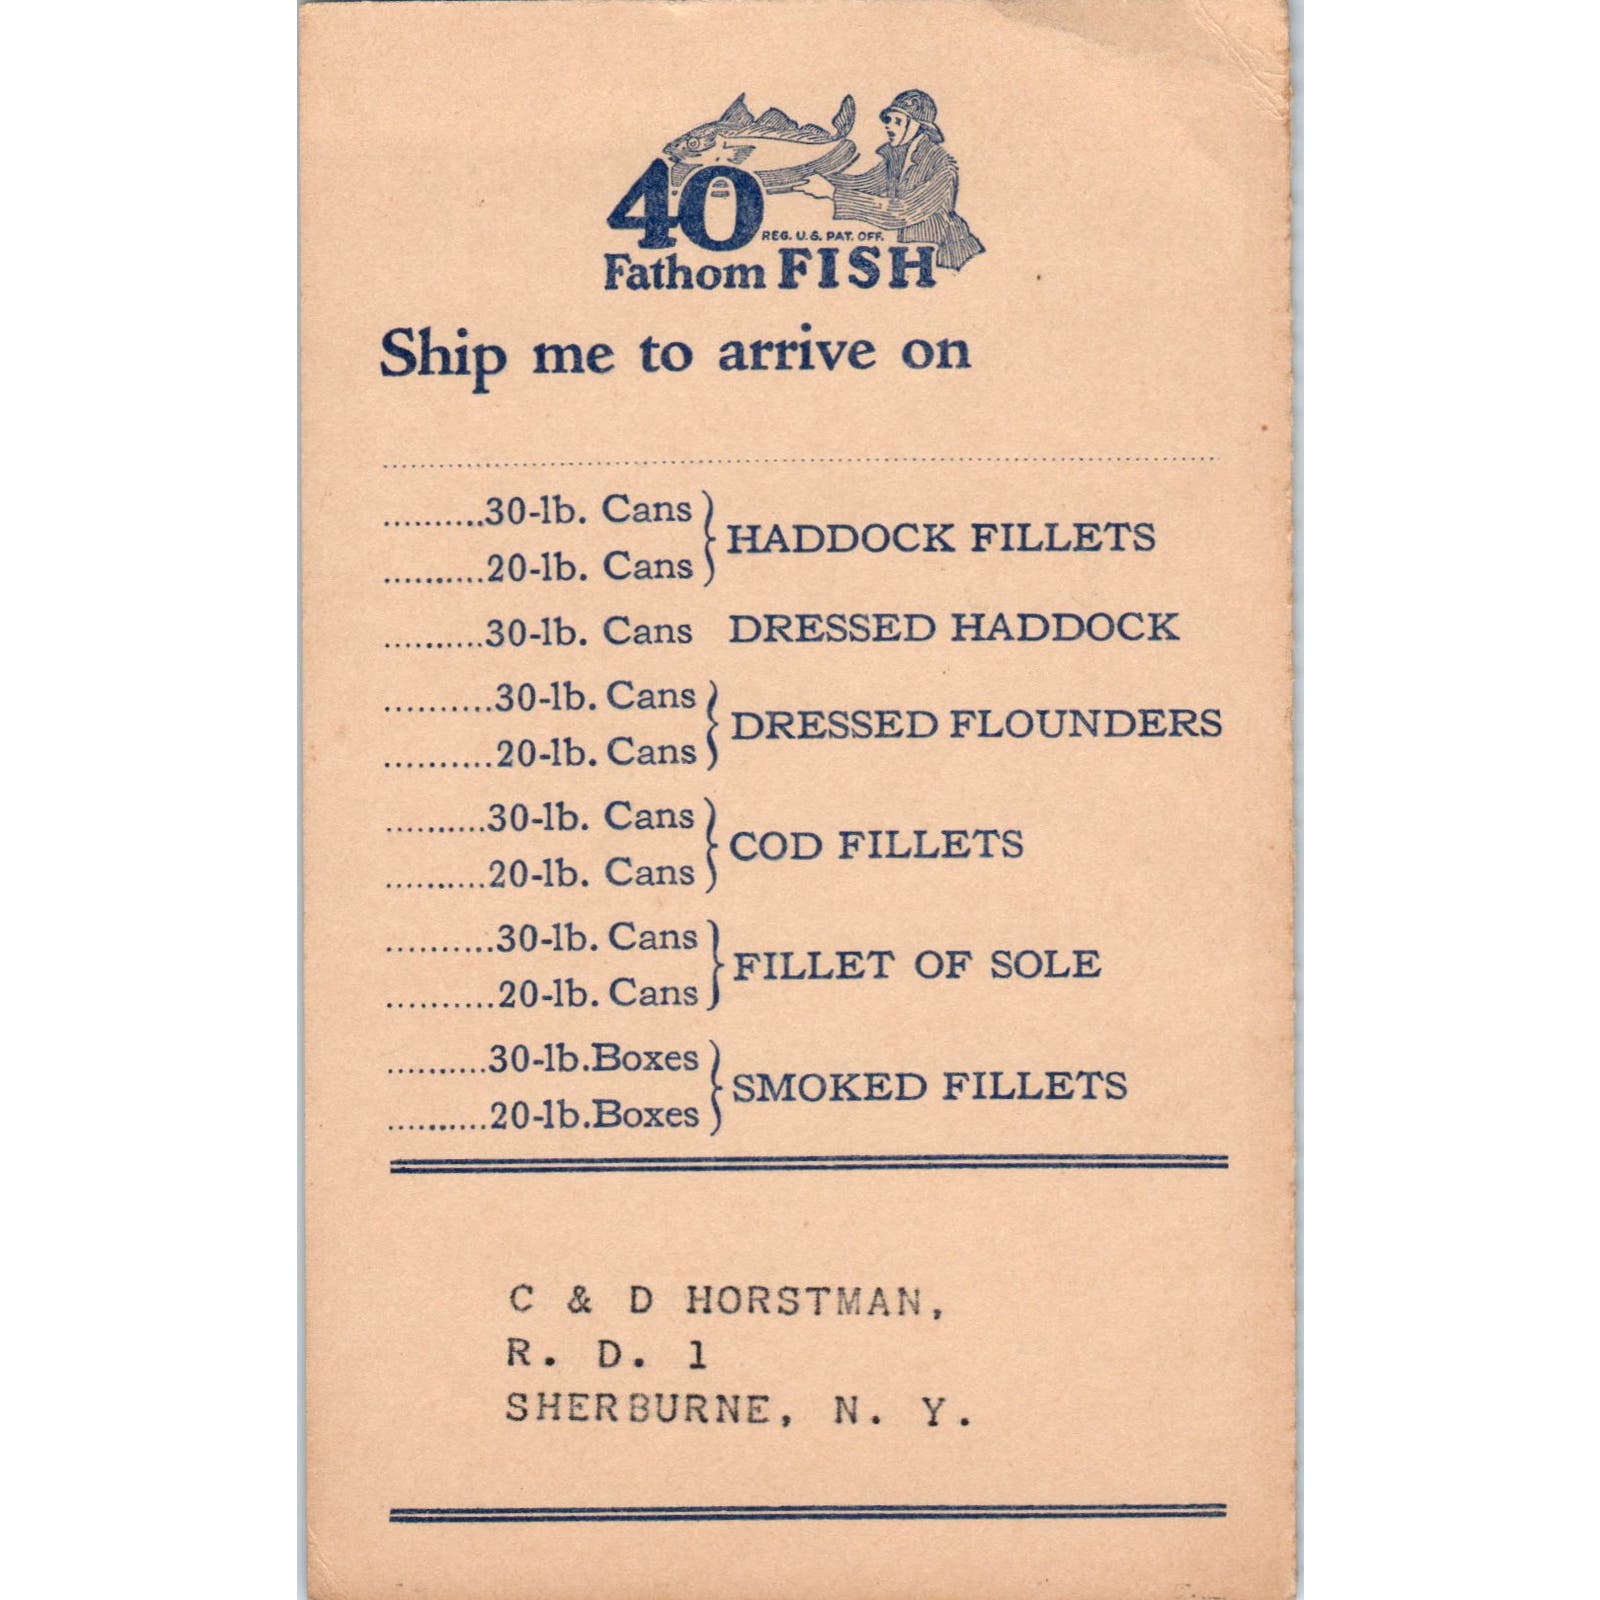 40
REG. U.S. PAT. OFF.
Fathom FISH
Ship me to arrive on
..........30-lb. Cans
..........20-lb. Cans
HADDOCK FILLETS
..........30-lb. Cans DRESSED HADDOCK
..........30-lb. Cans
..........20-lb. Cans
DRESSED FLOUNDERS
..........30-lb. Cans
..........20-lb. Cans
COD FILLETS
..........30-lb. Cans
..........20-lb. Cans
FILLET OF SOLE
..........30-lb.Boxes
..........20-lb.Boxes
SMOKED FILLETS
C & D HORSTMAN,
R. D. 1
SHERBURNE, N. Y.